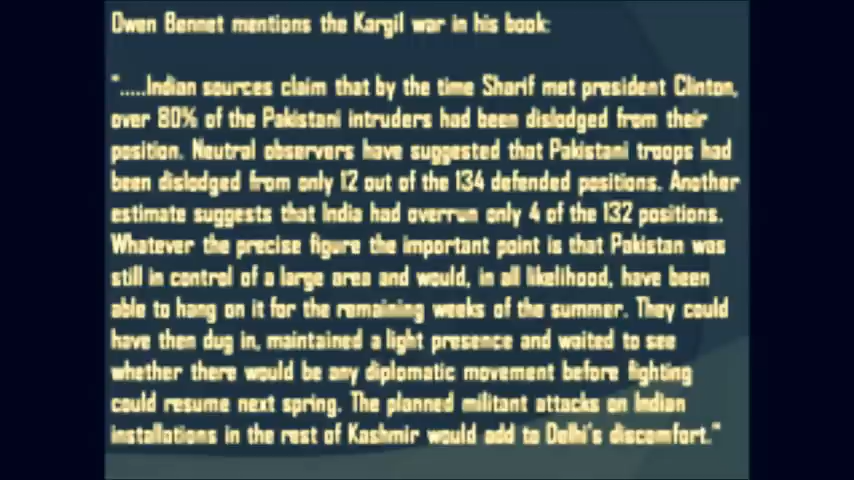 Owen Bennet mentions the Kargil war in his book:
".....Indian sources claim that by the time Sharif met president Clinton,
over 80% of the Pakistani intruders had been dislodged from their
position. Neutral observers have suggested that Pakistani troops had
been dislodged from only 12 out of the 134 defended positions. Another
estimate suggests that India had overrun only 4 of the 132 positions.
Whatever the precise figure the important point is that Pakistan was
still in control of a large area and would, in all likelihood, have been
able to hang on it for the remaining weeks of the summer. They could
have then dug in, maintained a light presence and waited to see
whether there would be any diplomatic movement before fighting
could resume next spring. The planned militant attacks on Indian
installations in the rest of Kashmir would add to Delhi's discomfort."